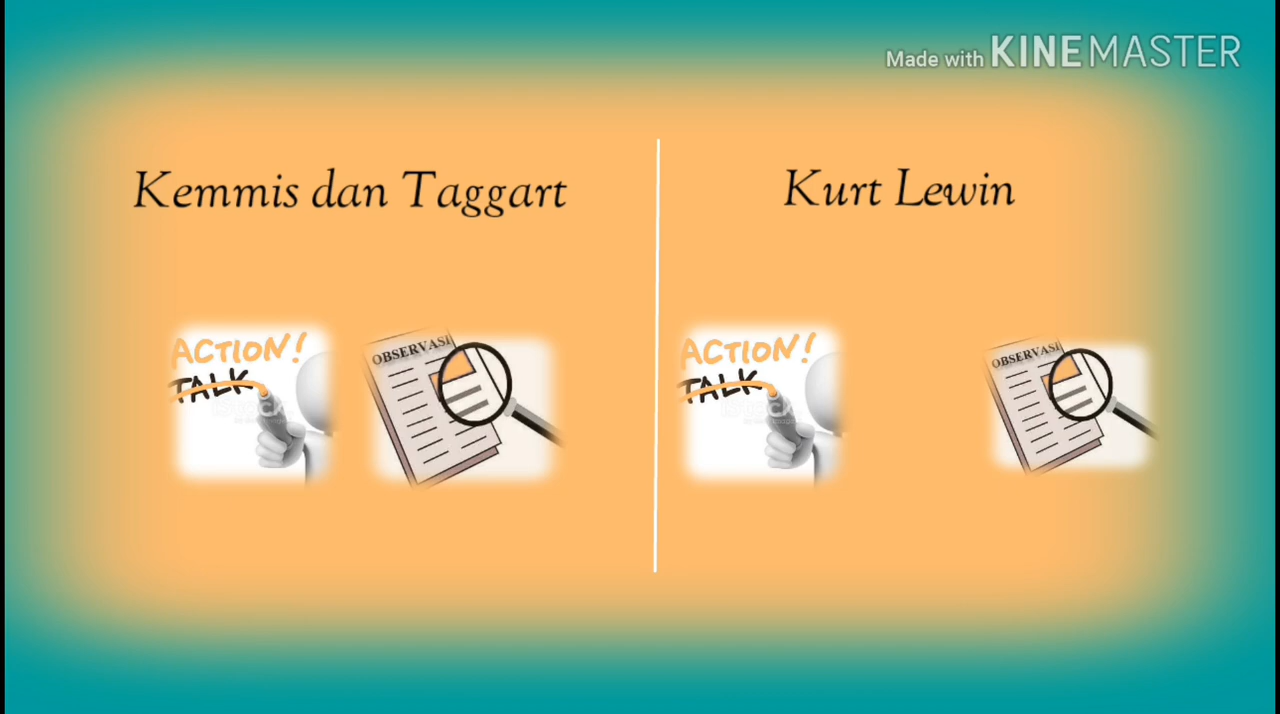 Made with KINEMASTER
Kemmis dan Taggart
Kurt Lewin
ACTION!
TALK
OBSERVASI
ACTION!
TALK
OBSERVASI